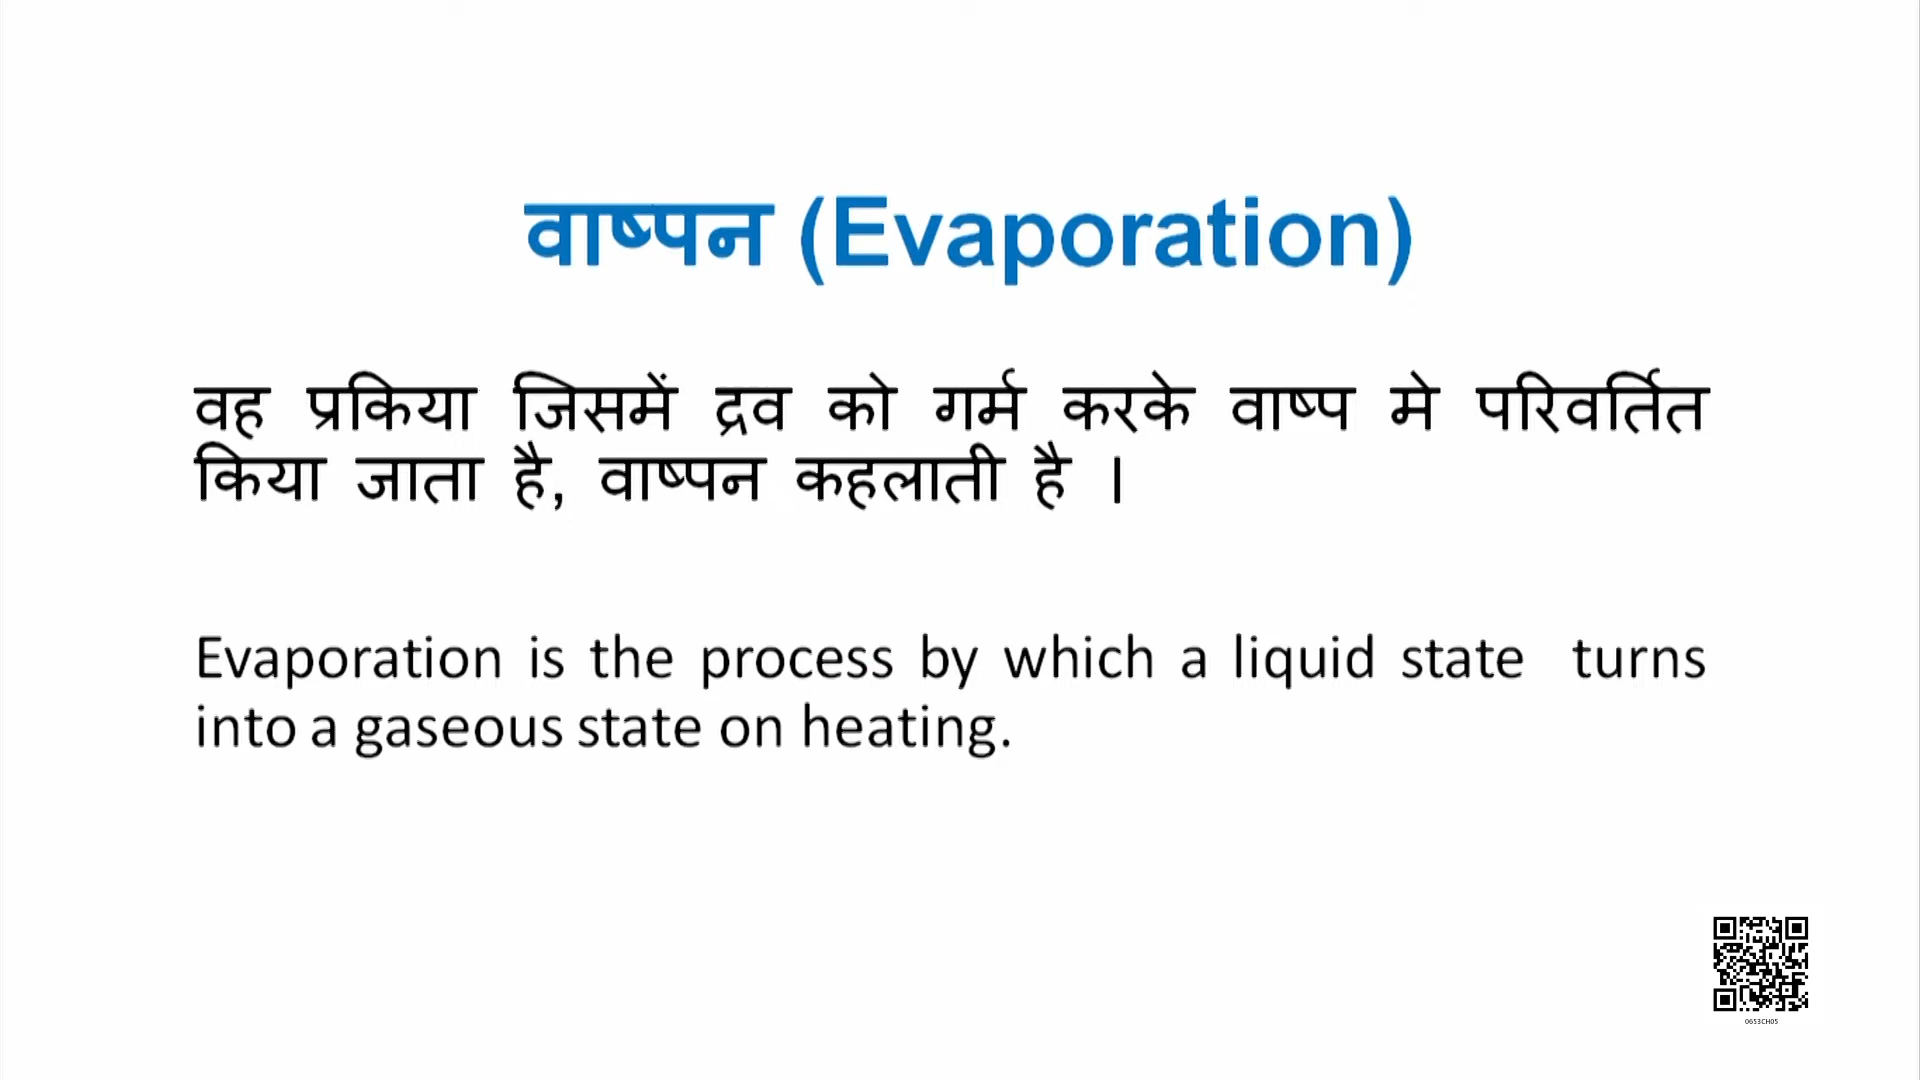 वाष्पन (Evaporation)
वह प्रकिया जिसमें द्रव को गर्म करके वाष्प मे परिवर्तित
किया जाता है, वाष्पन कहलाती है ।
Evaporation is the process by which a liquid state turns
into a gaseous state on heating.
0653CH05